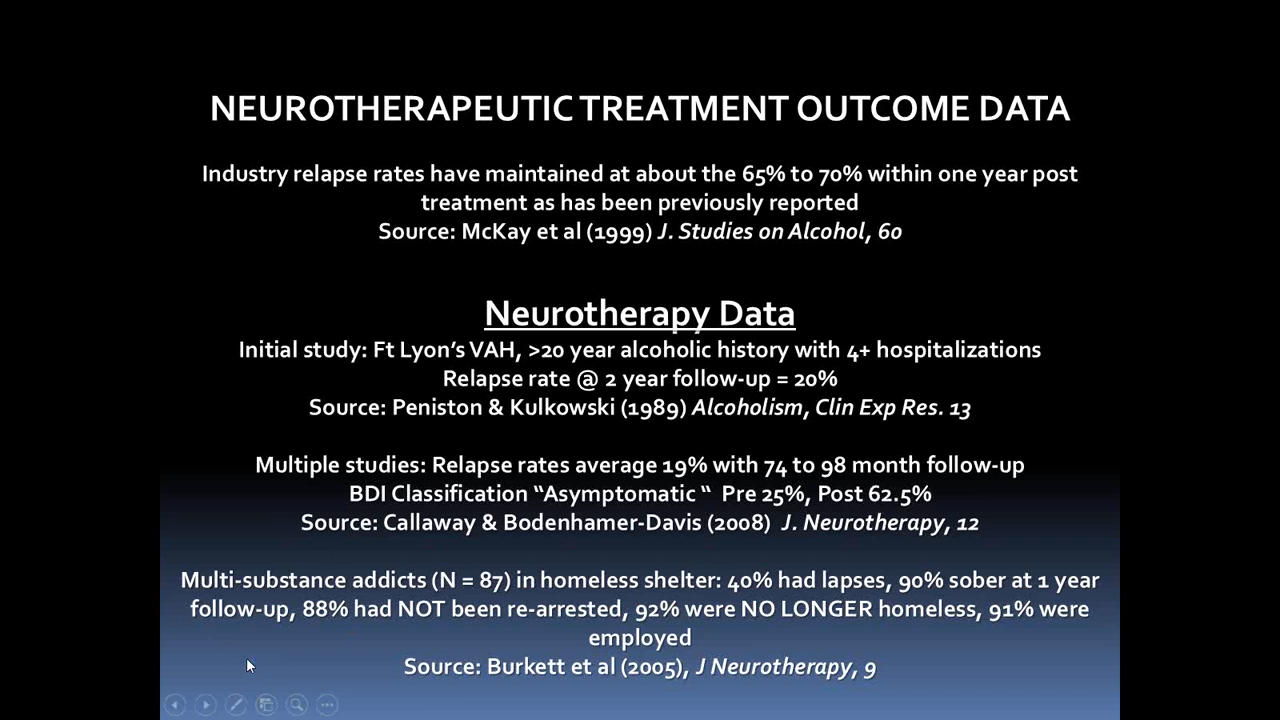 NEUROTHERAPEUTIC TREATMENT OUTCOME DATA
Industry relapse rates have maintained at about the 65% to 70% within one year post
treatment as has been previously reported
Source: McKay et al (1999) J. Studies on Alcohol, 60
Neurotherapy Data
Initial study: Ft Lyon’s VAH, >20 year alcoholic history with 4+ hospitalizations
Relapse rate @ 2 year follow-up = 20%
Source: Peniston & Kulkowski (1989) Alcoholism, Clin Exp Res. 13
Multiple studies: Relapse rates average 19% with 74 to 98 month follow-up
BDI Classification “Asymptomatic “ Pre 25%, Post 62.5%
Source: Callaway & Bodenhamer-Davis (2008) J. Neurotherapy, 12
Multi-substance addicts (N = 87) in homeless shelter: 40% had lapses, 90% sober at 1 year
follow-up, 88% had NOT been re-arrested, 92% were NO LONGER homeless, 91% were
employed
Source: Burkett et al (2005), J Neurotherapy, 9